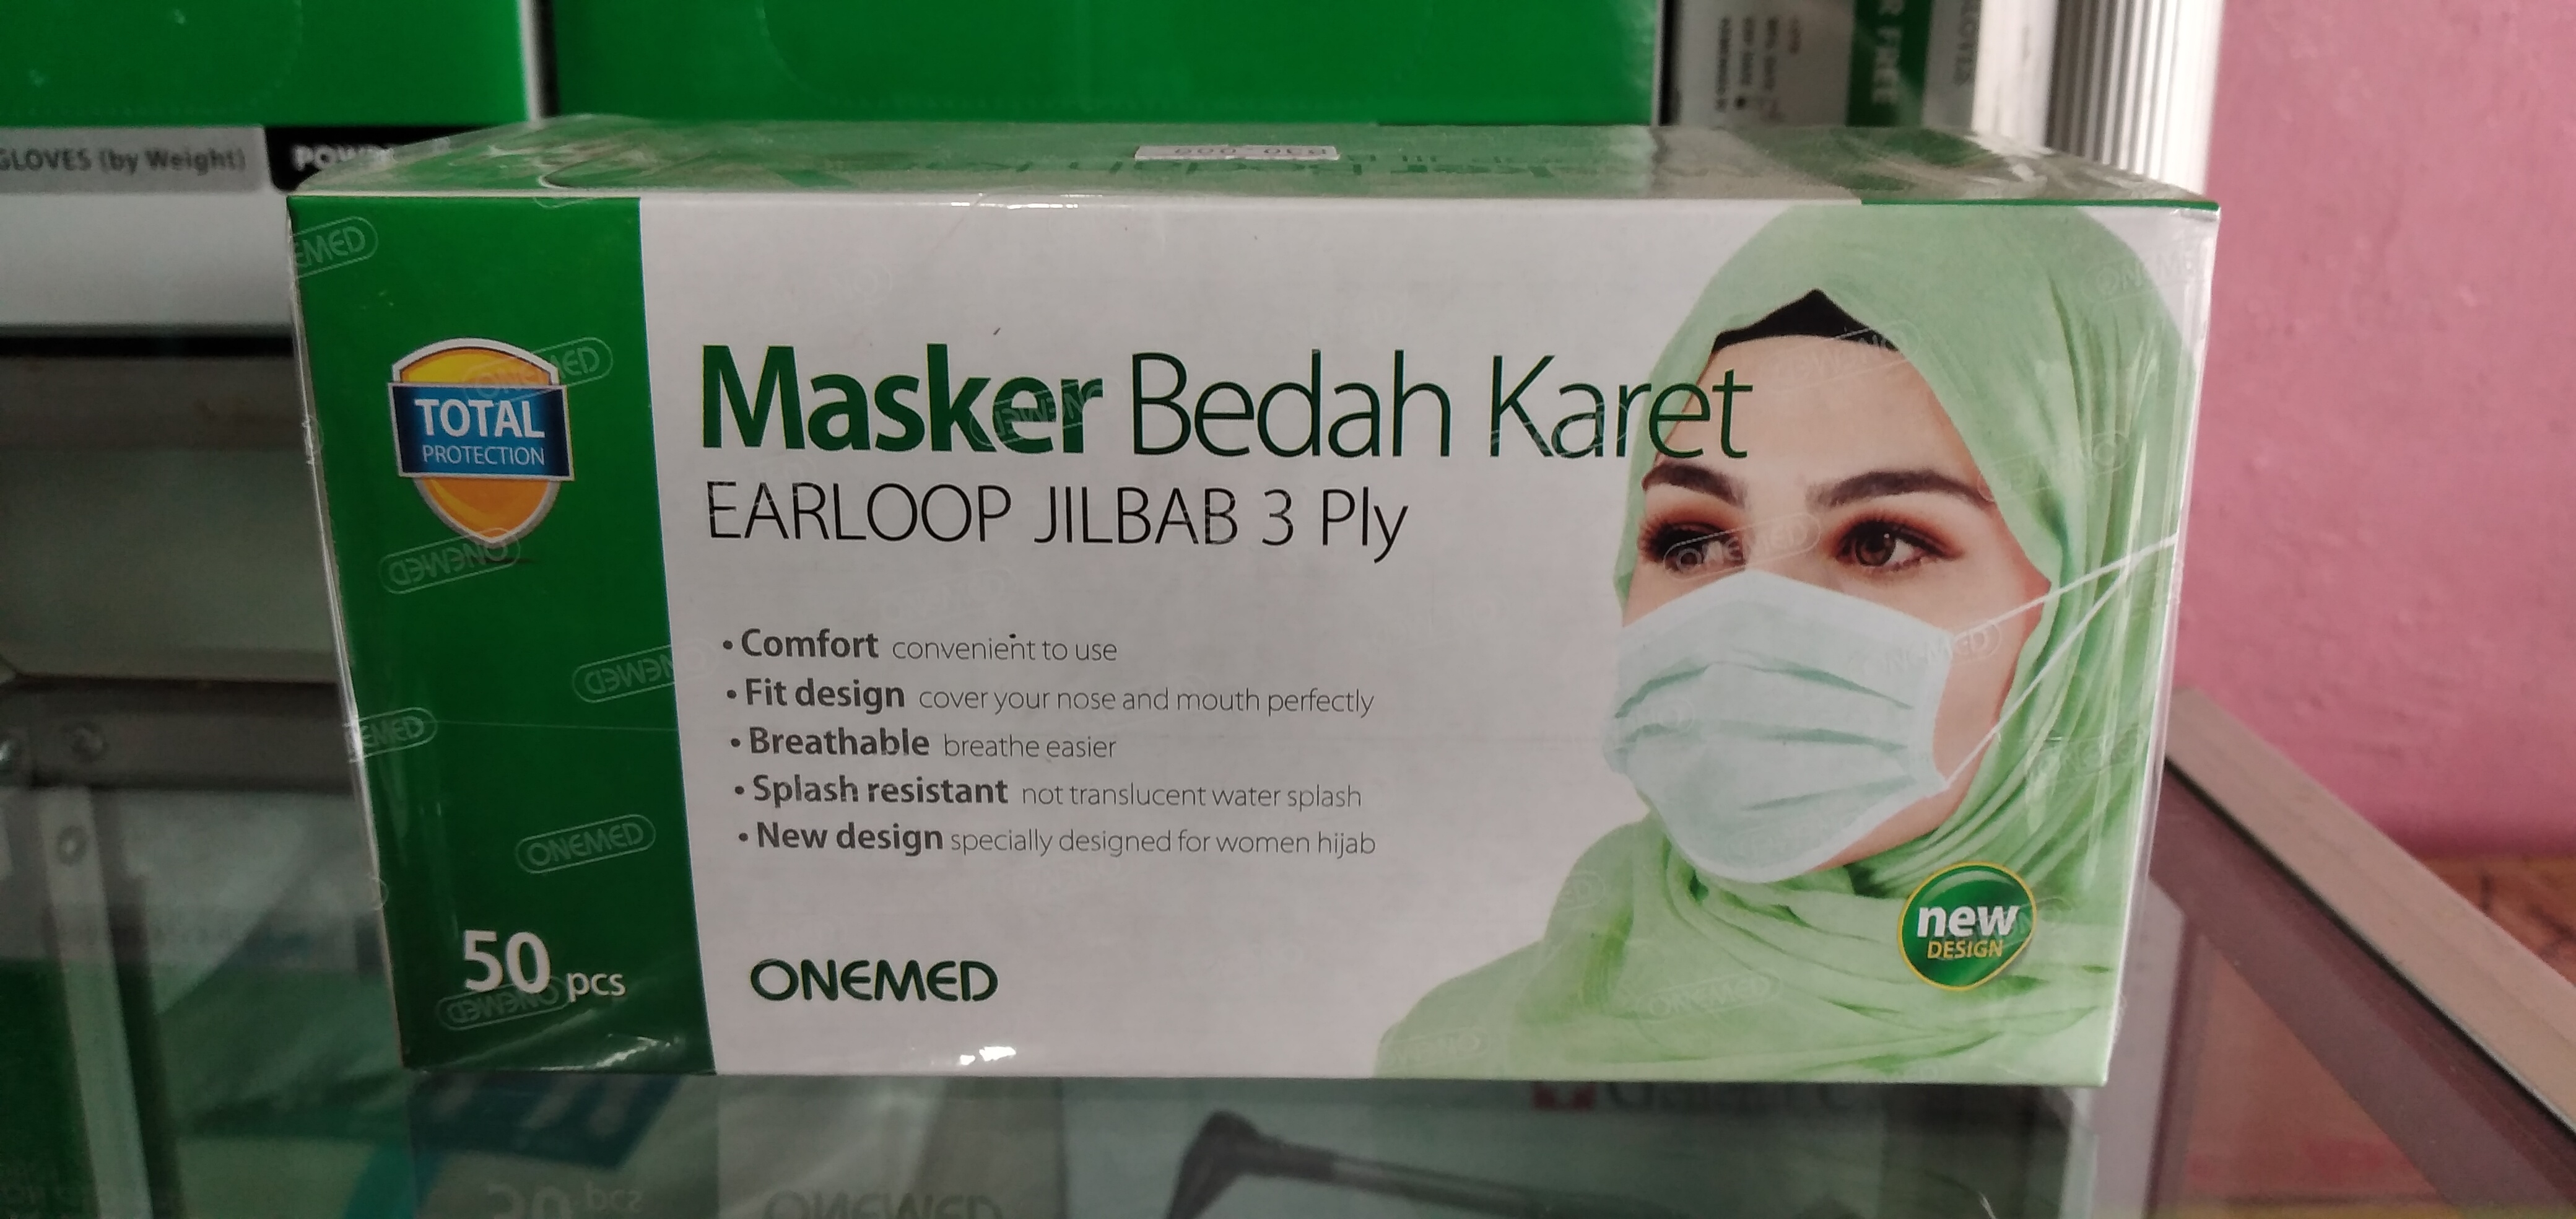 GLOVES (by Weight)
TOTAL
PROTECTION
Masker Bedah Karet
EARLOOP JILBAB 3 Ply
• Comfort convenient to use
• Fit design cover your nose and mouth perfectly
• Breathable breathe easier
• Splash resistant not translucent water splash
• New design specially designed for women hijab
50 pcs
ONEMED
new
DESIGN